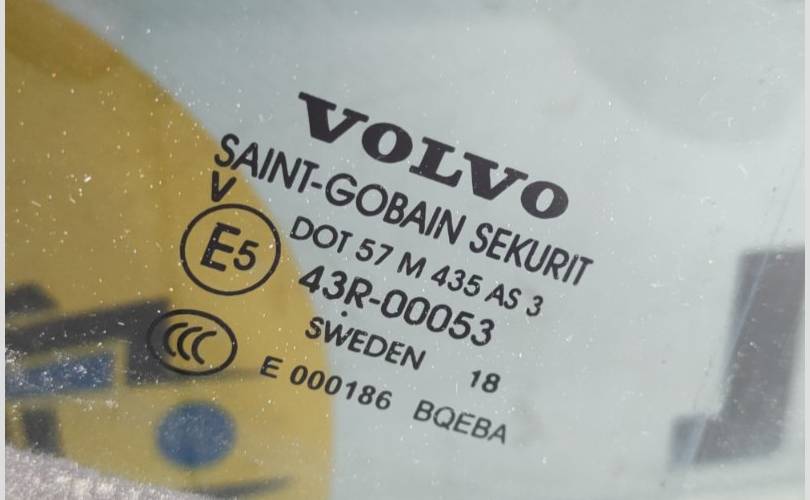 VOLVO
SAINT-GOBAIN SEKURIT
V
E5
DOT 57 M 435 AS 3
43R-00053
SWEDEN 18
CCC
E 000186 BQEBA